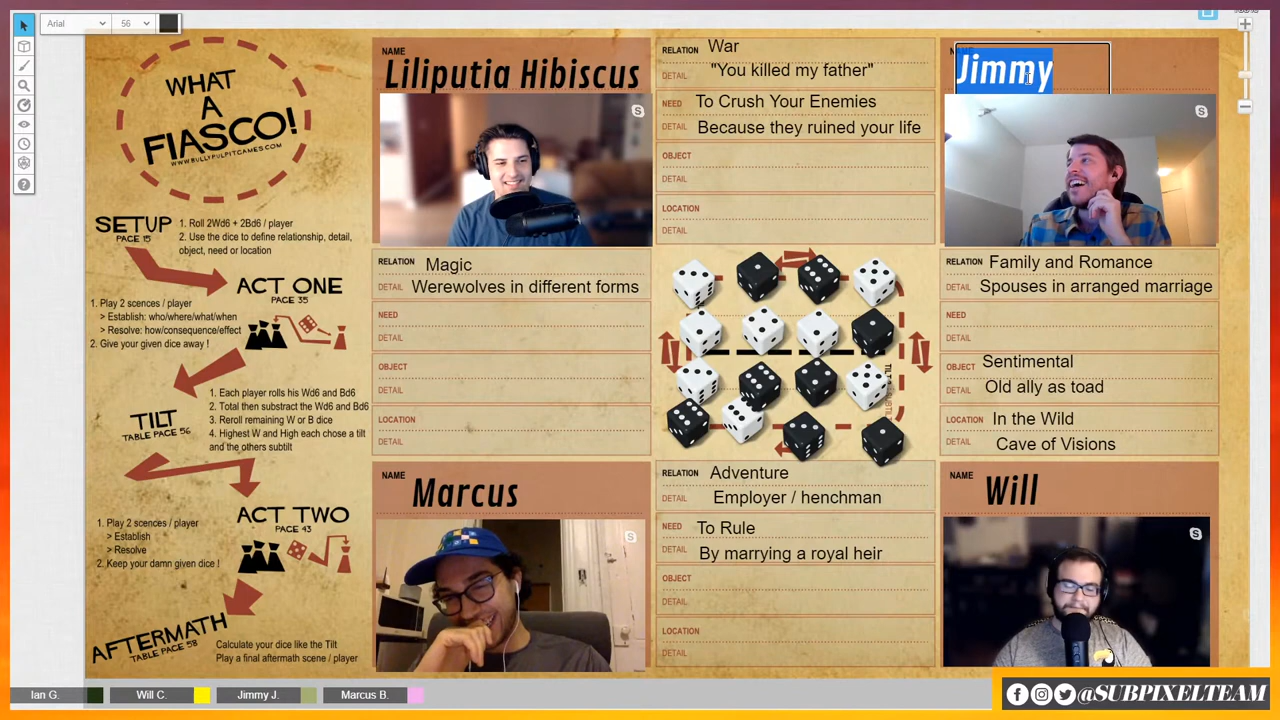 Arial
56
WHAT
A
FIASCO!
WWW.BULLYPULPITGAMES.COM
SETUP
PAGE 15
1. Roll 2Wd6 + 2Bd6 / player
2. Use the dice to define relationship, detail,
object, need or location
ACT ONE
PAGE 35
1. Play 2 scences / player
> Establish: who/where/what/when
> Resolve: how/consequence/effect
2. Give your given dice away !
TILT
TABLE PAGE 56
1. Each player rolls his Wd6 and Bd6
2. Total then substract the Wd6 and Bd6
3. Reroll remaining W or B dice
4. Highest W and High each chose a tilt
and the others subtilt
ACT TWO
PAGE 43
1. Play 2 scences / player
> Establish
> Resolve
2. Keep your damn given dice !
AFTERMATH
TABLE PAGE 58
Calculate your dice like the Tilt
Play a final aftermath scene / player
NAME
Liliputia Hibiscus
RELATION War
DETAIL "You killed my father"
NEED To Crush Your Enemies
DETAIL Because they ruined your life
OBJECT
DETAIL
LOCATION
DETAIL
Jimmy
RELATION Magic
DETAIL Werewolves in different forms
NEED
DETAIL
OBJECT
DETAIL
LOCATION
DETAIL
RELATION Family and Romance
DETAIL Spouses in arranged marriage
NEED
DETAIL
OBJECT Sentimental
DETAIL Old ally as toad
LOCATION In the Wild
DETAIL Cave of Visions
NAME
Marcus
RELATION Adventure
DETAIL Employer / henchman
NEED To Rule
DETAIL By marrying a royal heir
OBJECT
DETAIL
LOCATION
DETAIL
NAME
Will
Ian G.
Will C.
Jimmy J.
Marcus B.
@SUBPIXELTEAM